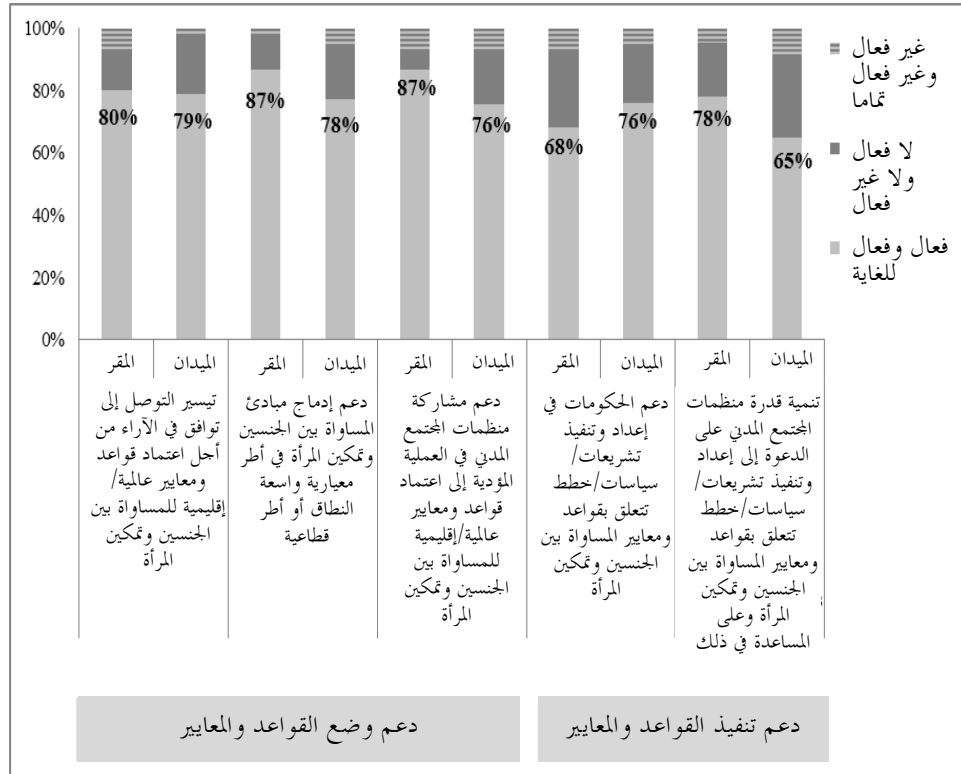 100%
80%
60%
40%
20%
0%
80%
79%
87%
78%
87%
76%
68%
76%
78%
65%
غير فعال
وغير فعال
تماما
لا فعال
ولا غير
فعال
فعال وفعال
للغاية
المقر
الميدان
المقر
الميدان
المقر
الميدان
المقر
الميدان
المقر
الميدان
تيسير التوصل إلى
توافق في الآراء من
أجل اعتماد قواعد
ومعايير عالمية/
إقليمية للمساواة بين
الجنسين وتمكين
المرأة
دعم إدماج مبادئ
المساواة بين الجنسين
وتمكين المرأة في أطر
معيارية واسعة
النطاق أو أطر
قطاعية
دعم مشاركة
منظمات المجتمع
المدني في العملية
المؤدية إلى اعتماد
قواعد ومعايير
عالمية/إقليمية
للمساواة بين
الجنسين وتمكين
المرأة
دعم الحكومات في
إعداد وتنفيذ
تشريعات/
سياسات/خطط
تتعلق بقواعد
ومعايير المساواة بين
الجنسين وتمكين
المرأة
تنمية قدرة منظمات
المجتمع المدني على
الدعوة إلى إعداد
وتنفيذ تشريعات/
سياسات/خطط
تتعلق بقواعد
ومعايير المساواة بين
الجنسين وتمكين
المرأة وعلى
المساعدة في ذلك
دعم وضع القواعد والمعايير
دعم تنفيذ القواعد والمعايير